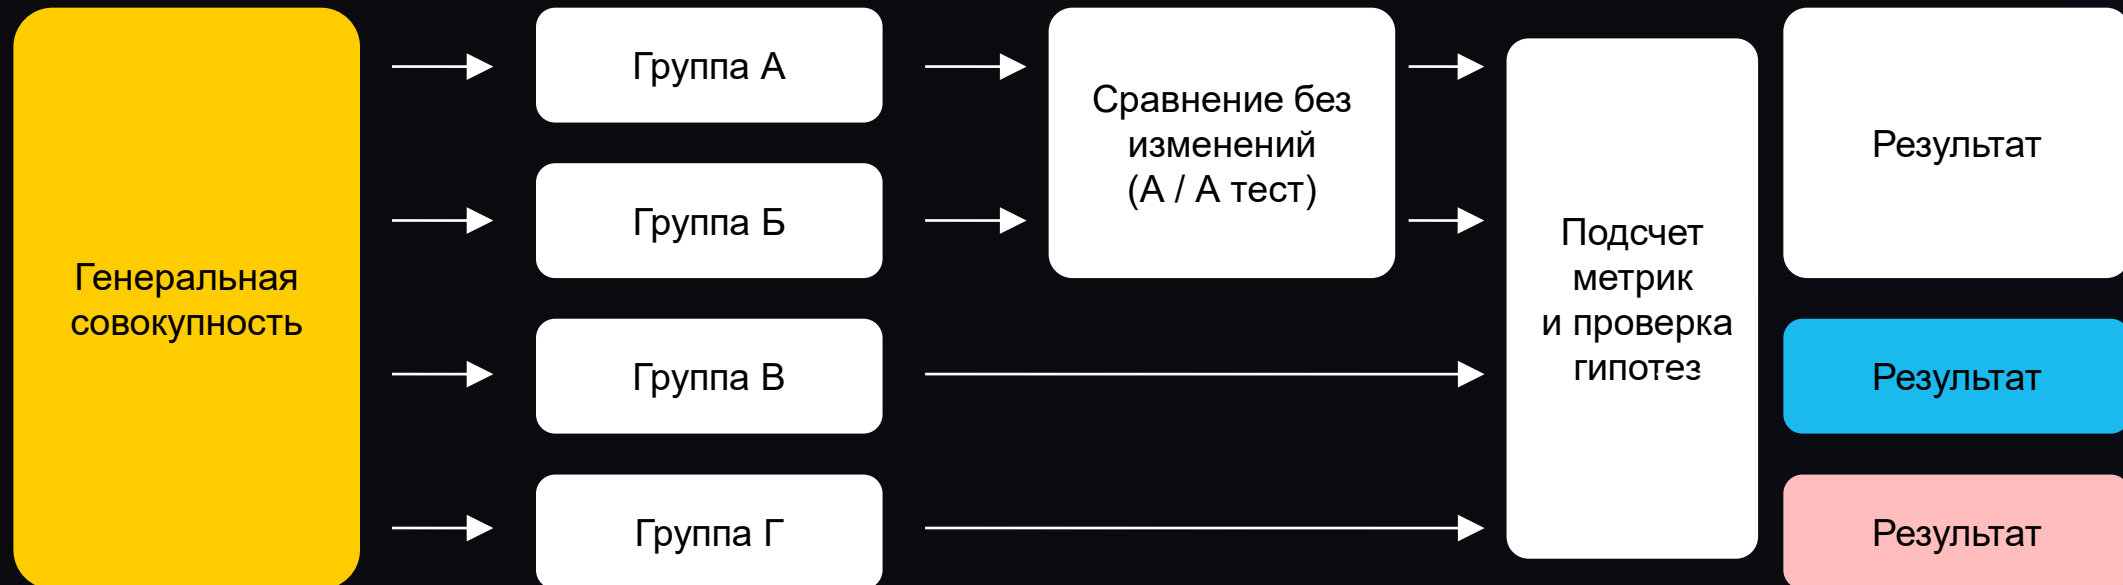 Генеральная
совокупность
Группа А
Группа Б
Группа В
Группа Г
Сравнение без
изменений
(А / А тест)
Подсчет
метрик
и проверка
гипотез
Результат
Результат
Результат